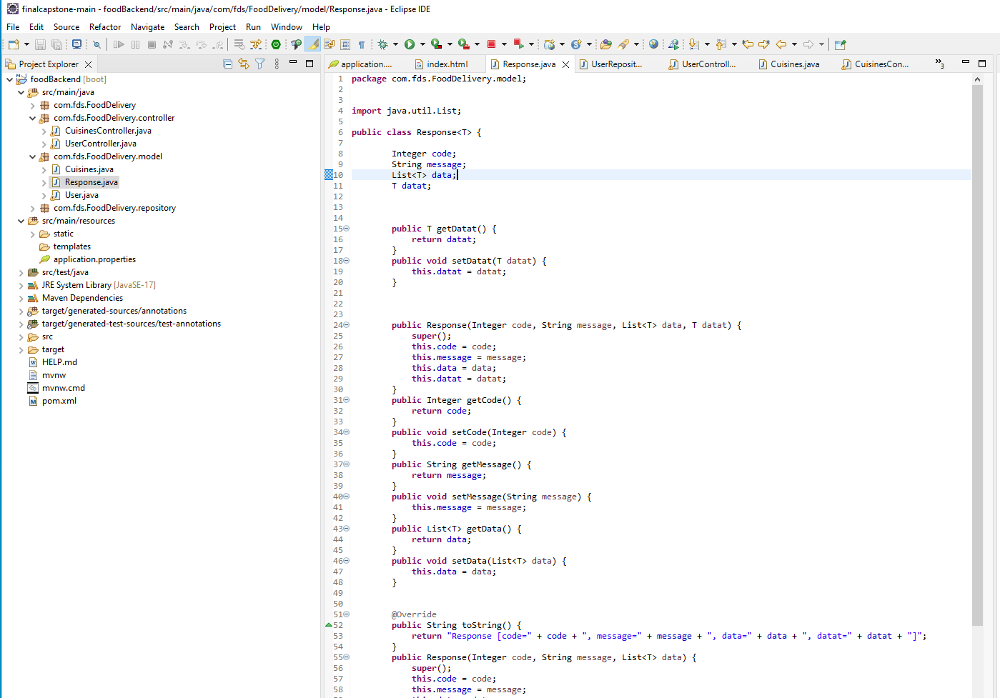 finalcapstone-main - foodBackend/src/main/java/com/fds/FoodDelivery/model/Response.java - Eclipse IDE
File Edit Source Refactor Navigate Search Project Run Window Help
Project Explorer
foodBackend [boot]
src/main/java
com.fds.FoodDelivery
com.fds.FoodDelivery.controller
CuisinesController.java
UserController.java
com.fds.FoodDelivery.model
Cuisines.java
Response.java
User.java
com.fds.FoodDelivery.repository
src/main/resources
static
templates
application.properties
src/test/java
JRE System Library [JavaSE-17]
Maven Dependencies
target/generated-sources/annotations
target/generated-test-sources/test-annotations
src
target
HELP.md
mvnw
mvnw.cmd
pom.xml
application.... index.html Response.java UserReposit... UserControll... Cuisines.java CuisinesCon... »3
1 package com.fds.FoodDelivery.model;
2
3
4 import java.util.List;
5
6 public class Response<T> {
7
8 Integer code;
9 String message;
10 List<T> data;
11 T datat;
12
13
14
15 public T getDatat() {
16 return datat;
17 }
18 public void setDatat(T datat) {
19 this.datat = datat;
20 }
21
22
23
24 public Response(Integer code, String message, List<T> data, T datat) {
25 super();
26 this.code = code;
27 this.message = message;
28 this.data = data;
29 this.datat = datat;
30 }
31 public Integer getCode() {
32 return code;
33 }
34 public void setCode(Integer code) {
35 this.code = code;
36 }
37 public String getMessage() {
38 return message;
39 }
40 public void setMessage(String message) {
41 this.message = message;
42 }
43 public List<T> getData() {
44 return data;
45 }
46 public void setData(List<T> data) {
47 this.data = data;
48 }
49
50
51 @Override
52 public String toString() {
53 return "Response [code=" + code + ", message=" + message + ", data=" + data + ", datat=" + datat + "]";
54 }
55 public Response(Integer code, String message, List<T> data) {
56 super();
57 this.code = code;
58 this.message = message;